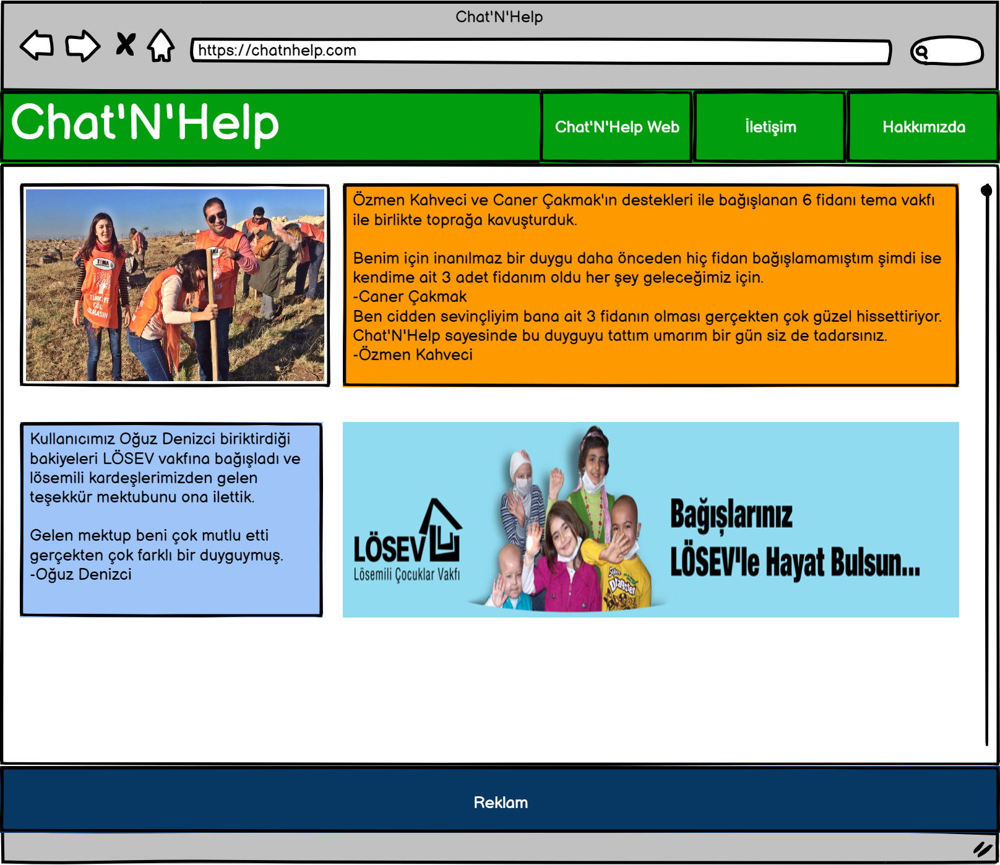 Chat'N'Help
https://chatnhelp.com
Chat'N'Help
Chat'N'Help Web
İletişim
Hakkımızda
TEMA
TÜRKİYE
ÇÖL
OLMASIN
Özmen Kahveci ve Caner Çakmak'ın destekleri ile bağışlanan 6 fidanı tema vakfı
ile birlikte toprağa kavuşturduk.
Benim için inanılmaz bir duygu daha önceden hiç fidan bağışlamamıştım şimdi ise
kendime ait 3 adet fidanım oldu her şey geleceğimiz için.
-Caner Çakmak
Ben cidden sevinçliyim bana ait 3 fidanın olması gerçekten çok güzel hissettiriyor.
Chat'N'Help sayesinde bu duyguyu tattım umarım bir gün siz de tadarsınız.
-Özmen Kahveci
Kullanıcımız Oğuz Denizci biriktirdiği
bakiyeleri LÖSEV vakfına bağışladı ve
lösemili kardeşlerimizden gelen
teşekkür mektubunu ona ilettik.
Gelen mektup beni çok mutlu etti
gerçekten çok farklı bir duyguymuş.
-Oğuz Denizci
LÖSEV
Lösemili Çocuklar Vakfı
Super
Dragster
Bağışlarınız
LÖSEV'le Hayat Bulsun...
Reklam